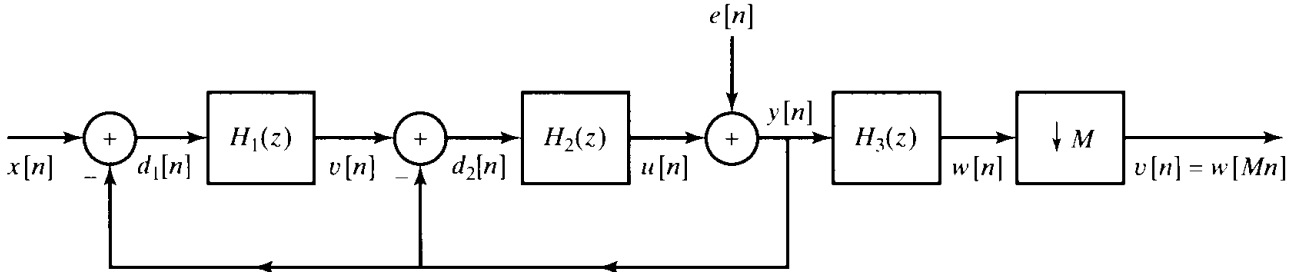 e[n]
x[n]
+
−
d₁[n]
H₁(z)
v[n]
+
−
d₂[n]
H₂(z)
u[n]
+
y[n]
H₃(z)
w[n]
↓ M
v[n] = w[Mn]